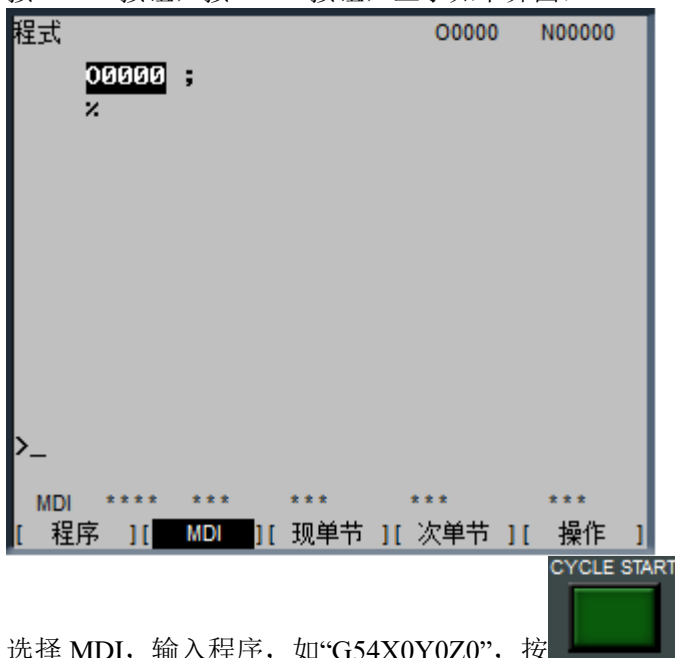 程式 O0000 N00000
O0000 ;
%
>_
MDI **** *** *** *** ***
[ 程序 ][ MDI ][ 现单节 ][ 次单节 ][ 操作 ]
CYCLE START
选择 MDI，输入程序，如“G54X0Y0Z0”，按